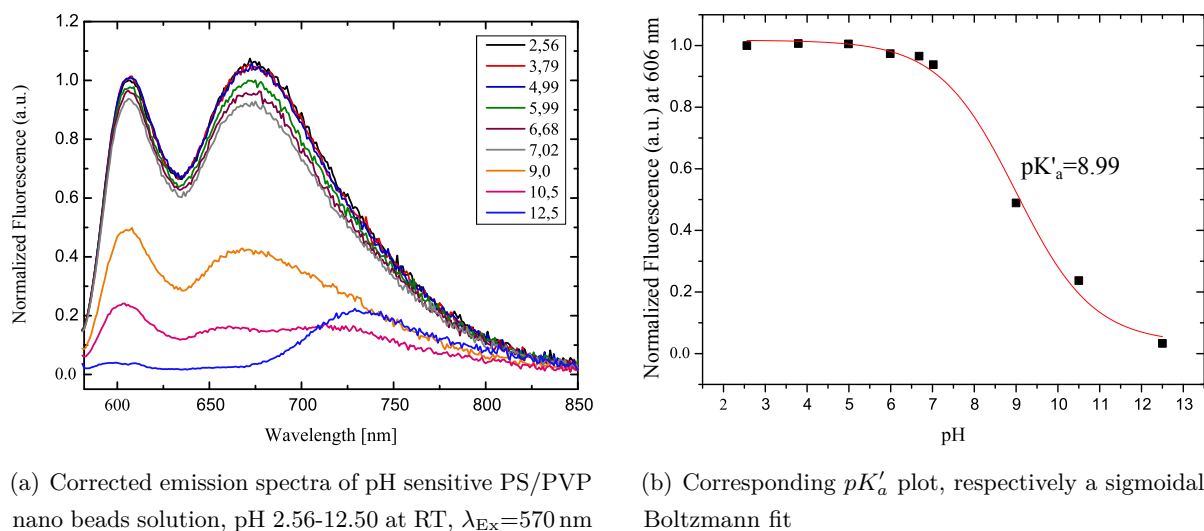 1.2
1.0
0.8
0.6
0.4
0.2
0.0
Normalized Fluorescence (a.u.)
2,56
3,79
4,99
5,99
6,68
7,02
9,0
10,5
12,5
600 650 700 750 800 850
Wavelength [nm]
(a) Corrected emission spectra of pH sensitive PS/PVP
nano beads solution, pH 2.56-12.50 at RT, λEx=570 nm
Normalized Fluorescence (a.u.) at 606 nm
1.0
0.8
0.6
0.4
0.2
0.0
pK'a=8.99
2 3 4 5 6 7 8 9 10 11 12 13
pH
(b) Corresponding pK'a plot, respectively a sigmoidal
Boltzmann fit